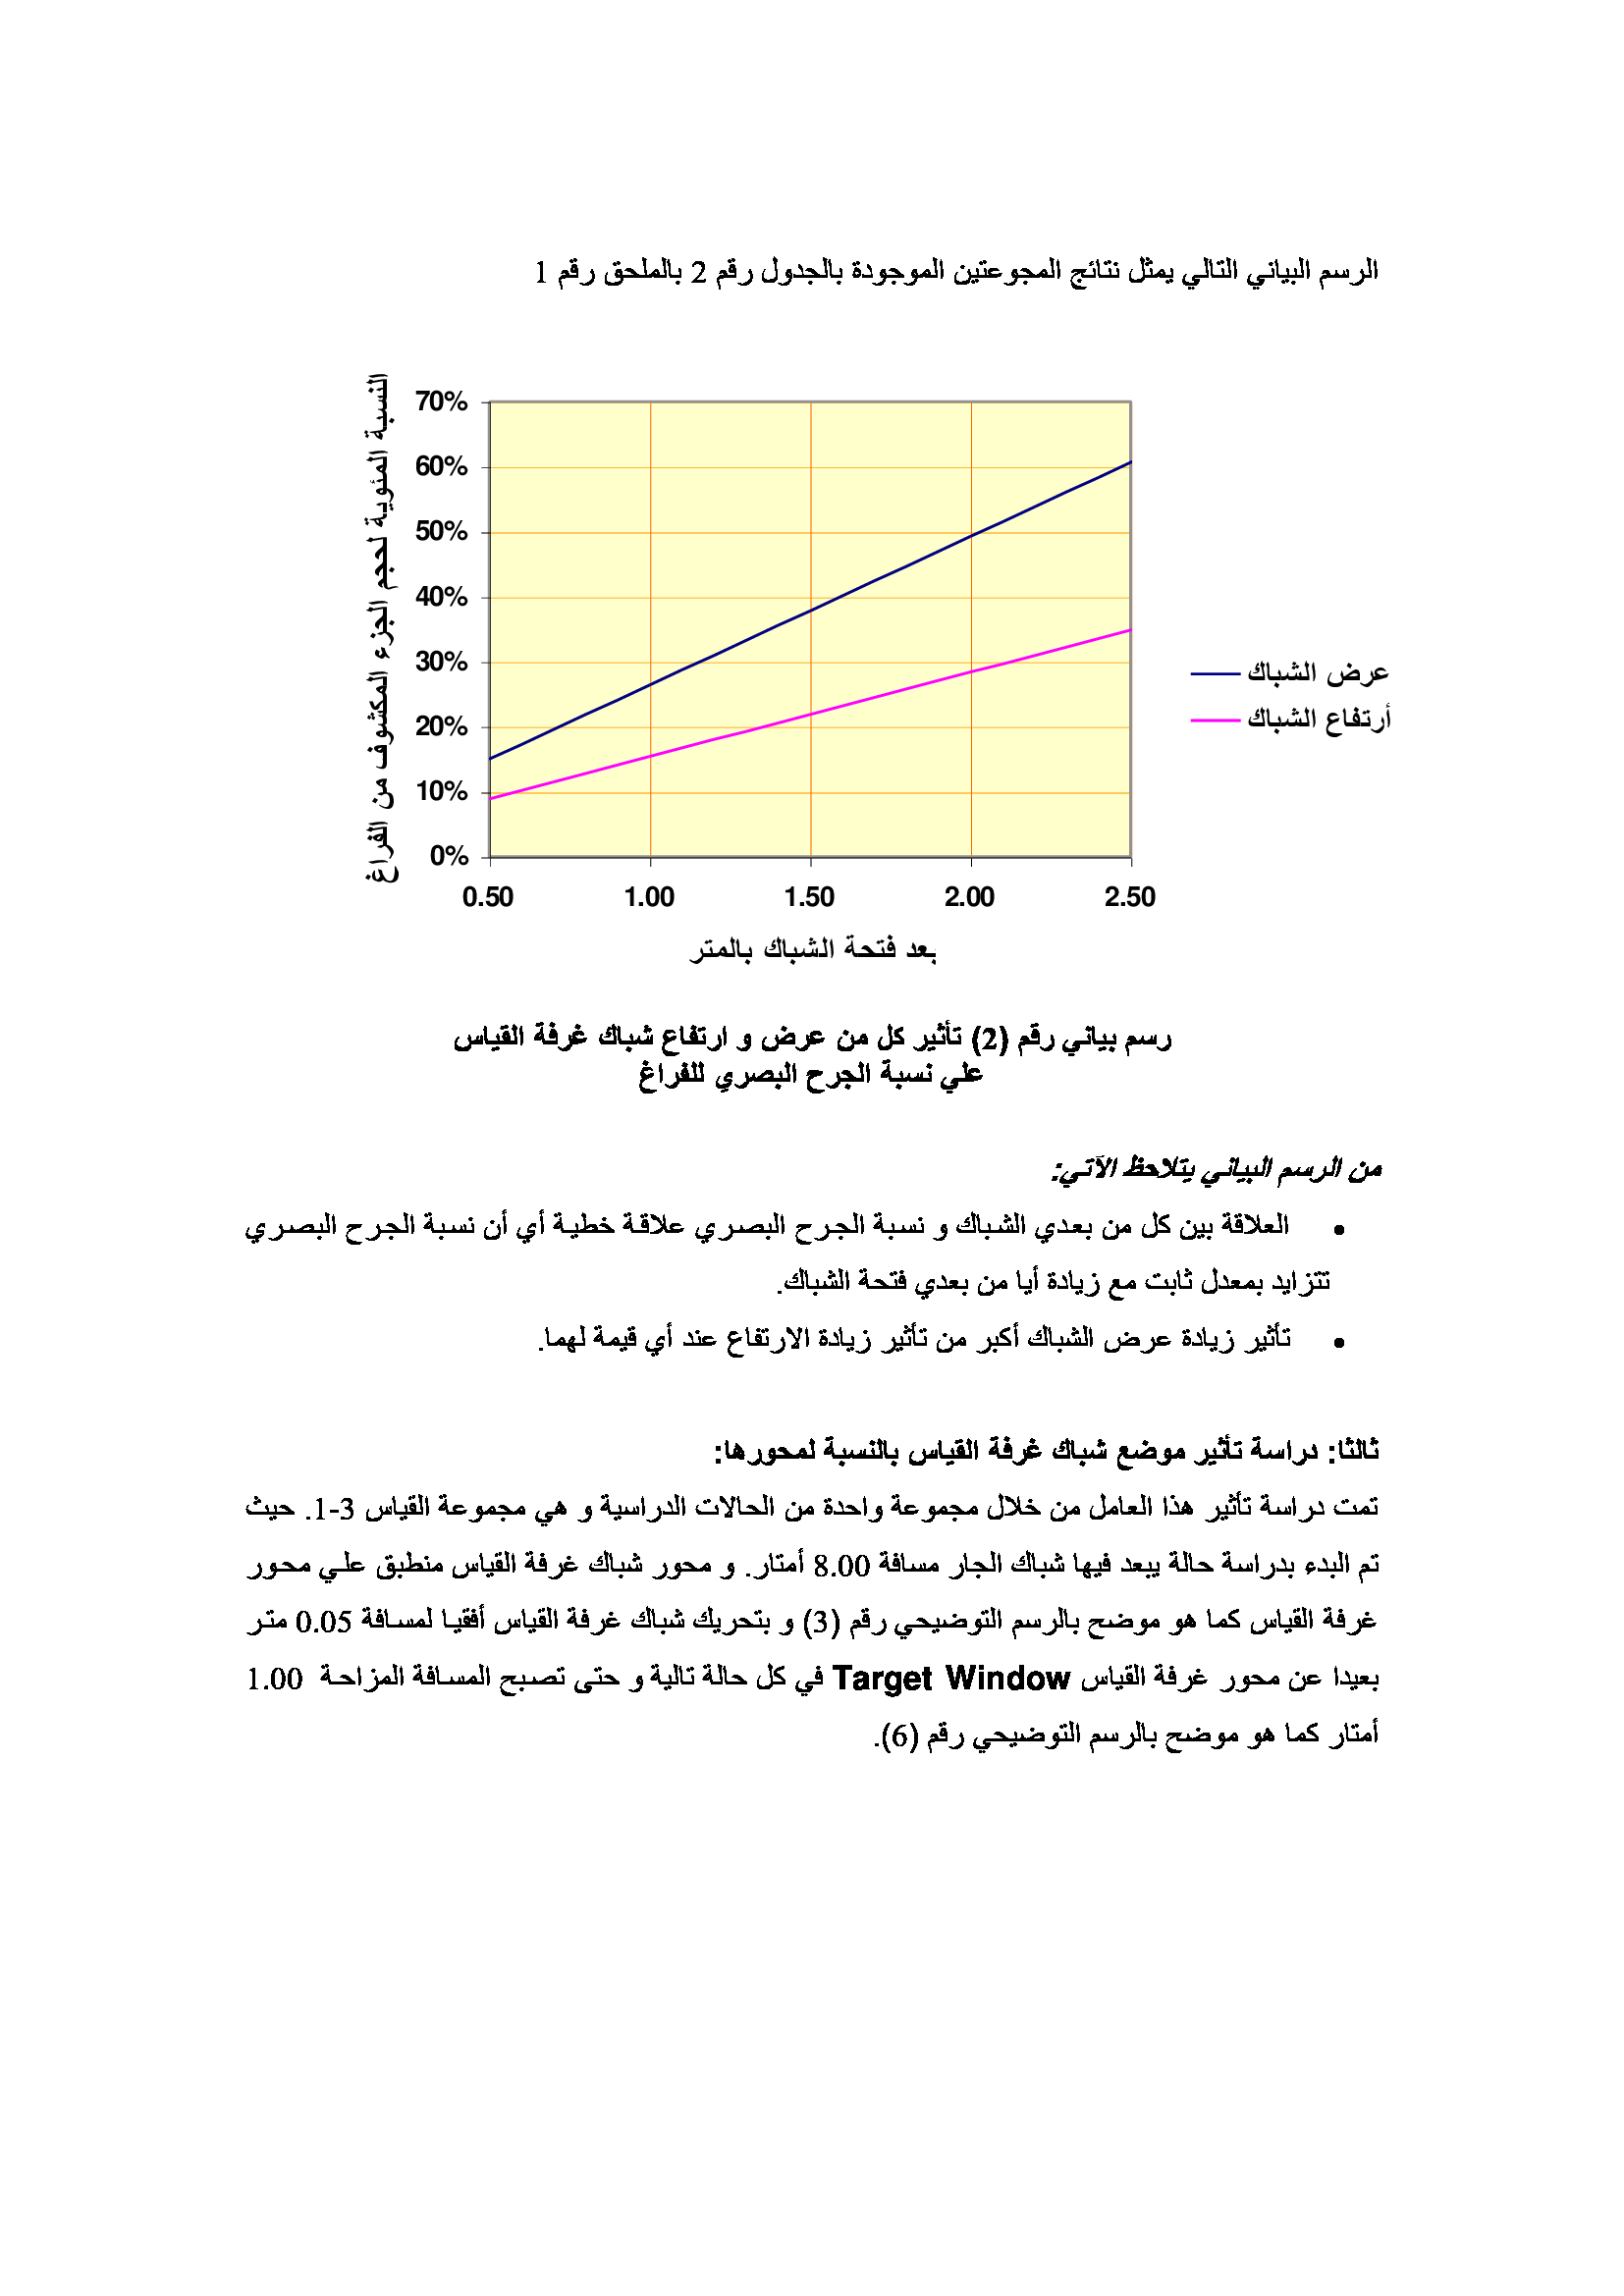 الرسم البياني التالي يمثل نتائج المجوعتين الموجودة بالجدول رقم 2 بالملحق رقم 1
النسبة المئوية لحجم الجزء المكشوف من الفراغ
70%
60%
50%
40%
30%
20%
10%
0%
0.50 1.00 1.50 2.00 2.50
بعد فتحة الشباك بالمتر
عرض الشباك
أرتفاع الشباك
رسم بياني رقم (2) تأثير كل من عرض و ارتفاع شباك غرفة القياس
علي نسبة الجرح البصري للفراغ
من الرسم البياني يتلاحظ الآتي:
• العلاقة بين كل من بعدي الشباك و نسبة الجرح البصري علاقة خطية أي أن نسبة الجرح البصري
تتزايد بمعدل ثابت مع زيادة أيا من بعدي فتحة الشباك.
• تأثير زيادة عرض الشباك أكبر من تأثير زيادة الارتفاع عند أي قيمة لهما.
ثالثا: دراسة تأثير موضع شباك غرفة القياس بالنسبة لمحورها:
تمت دراسة تأثير هذا العامل من خلال مجموعة واحدة من الحالات الدراسية و هي مجموعة القياس 3-1. حيث
تم البدء بدراسة حالة يبعد فيها شباك الجار مسافة 8.00 أمتار. و محور شباك غرفة القياس منطبق علي محور
غرفة القياس كما هو موضح بالرسم التوضيحي رقم (3) و بتحريك شباك غرفة القياس أفقيا لمسافة 0.05 متر
بعيدا عن محور غرفة القياس Target Window في كل حالة تالية و حتى تصبح المسافة المزاحة 1.00
أمتار كما هو موضح بالرسم التوضيحي رقم (6).